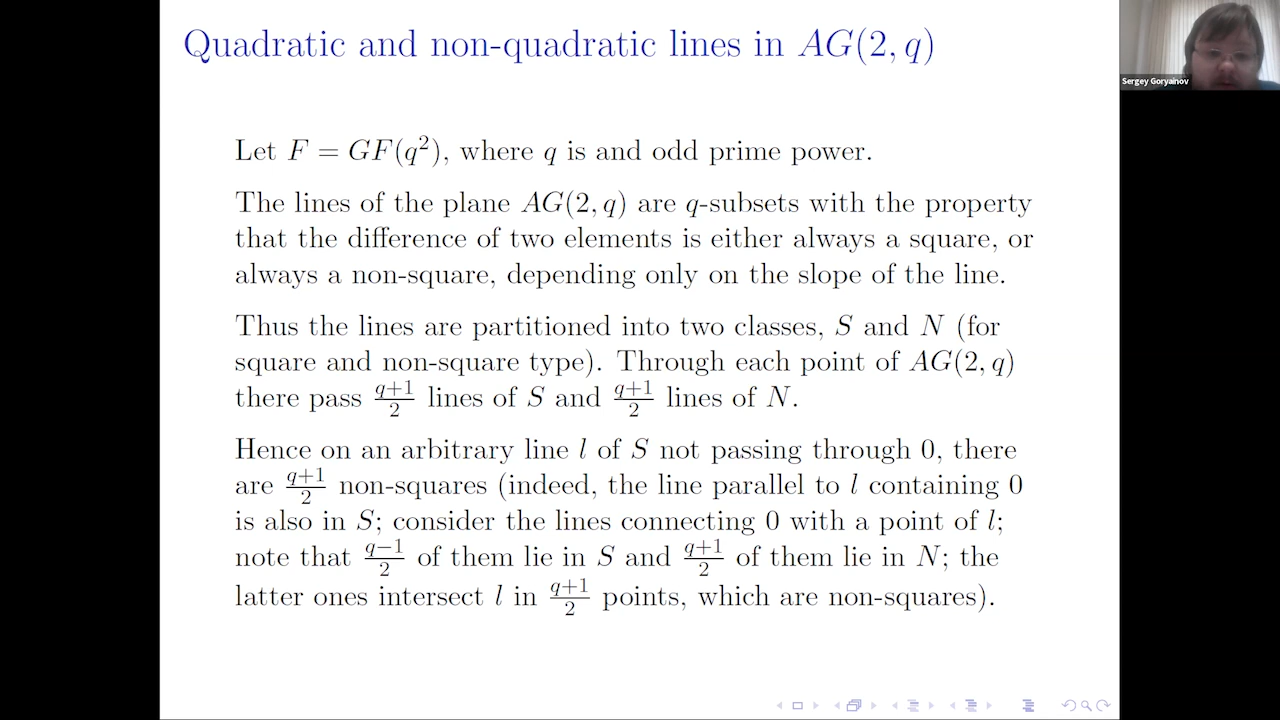 Quadratic and non-quadratic lines in AG(2, q)
Sergey Goryainov
Let F = GF(q²), where q is and odd prime power.
The lines of the plane AG(2, q) are q-subsets with the property
that the difference of two elements is either always a square, or
always a non-square, depending only on the slope of the line.
Thus the lines are partitioned into two classes, S and N (for
square and non-square type). Through each point of AG(2, q)
there pass (q+1)/2 lines of S and (q+1)/2 lines of N.
Hence on an arbitrary line l of S not passing through 0, there
are (q+1)/2 non-squares (indeed, the line parallel to l containing 0
is also in S; consider the lines connecting 0 with a point of l;
note that (q−1)/2 of them lie in S and (q+1)/2 of them lie in N; the
latter ones intersect l in (q+1)/2 points, which are non-squares).